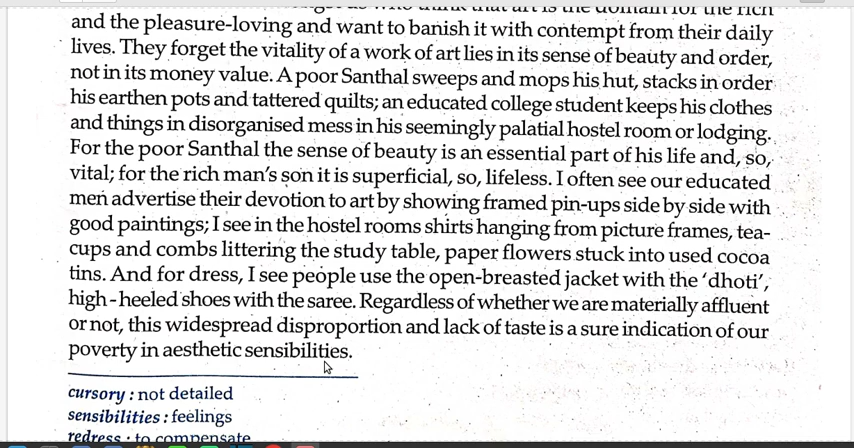 art is the domain for the rich
and the pleasure-loving and want to banish it with contempt from their daily
lives. They forget the vitality of a work of art lies in its sense of beauty and order,
not in its money value. A poor Santhal sweeps and mops his hut, stacks in order
his earthen pots and tattered quilts; an educated college student keeps his clothes
and things in disorganised mess in his seemingly palatial hostel room or lodging.
For the poor Santhal the sense of beauty is an essential part of his life and, so,
vital; for the rich man's son it is superficial, so, lifeless. I often see our educated
men advertise their devotion to art by showing framed pin-ups side by side with
good paintings; I see in the hostel rooms shirts hanging from picture frames, tea-
cups and combs littering the study table, paper flowers stuck into used cocoa
tins. And for dress, I see people use the open-breasted jacket with the 'dhoti',
high-heeled shoes with the saree. Regardless of whether we are materially affluent
or not, this widespread disproportion and lack of taste is a sure indication of our
poverty in aesthetic sensibilities.
cursory : not detailed
sensibilities : feelings
redress : to compensate